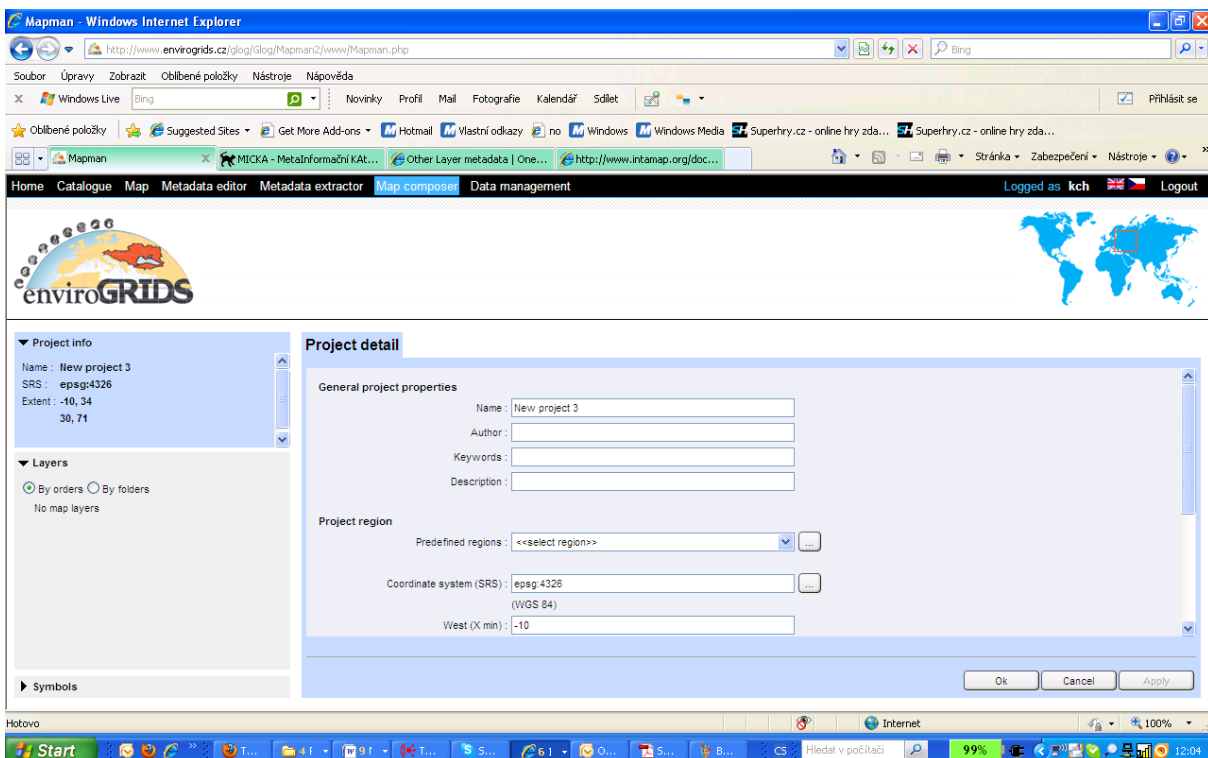 Mapman - Windows Internet Explorer
http://www.envirogrids.cz/glog/Glog/Mapman2/www/Mapman.php
Bing
Soubor Úpravy Zobrazit Oblíbené položky Nástroje Nápověda
x Windows Live Bing Novinky Profil Mail Fotografie Kalendář Sdílet Přihlásit se
Oblíbené položky Suggested Sites Get More Add-ons Hotmail Vlastní odkazy no Windows Windows Media Superhry.cz - online hry zda... Superhry.cz - online hry zda...
Mapman x MICKA - MetaInformační KAt... Other Layer metadata | One... http://www.intamap.org/doc... Stránka Zabezpečení Nástroje
Home Catalogue Map Metadata editor Metadata extractor Map composer Data management Logged as kch Logout
enviroGRIDS
Project info
Name : New project 3
SRS : epsg:4326
Extent : -10, 34
30, 71
Layers
By orders By folders
No map layers
Symbols
Project detail
General project properties
Name : New project 3
Author :
Keywords :
Description :
Project region
Predefined regions : <<select region>> ...
Coordinate system (SRS) : epsg:4326 ...
(WGS 84)
West (X min) : -10
Ok Cancel Apply
Hotovo Internet 100%
Start T... 4 F 9 f T... S... 6 O... S... B... CS Hledat v počítači 99% 12:04